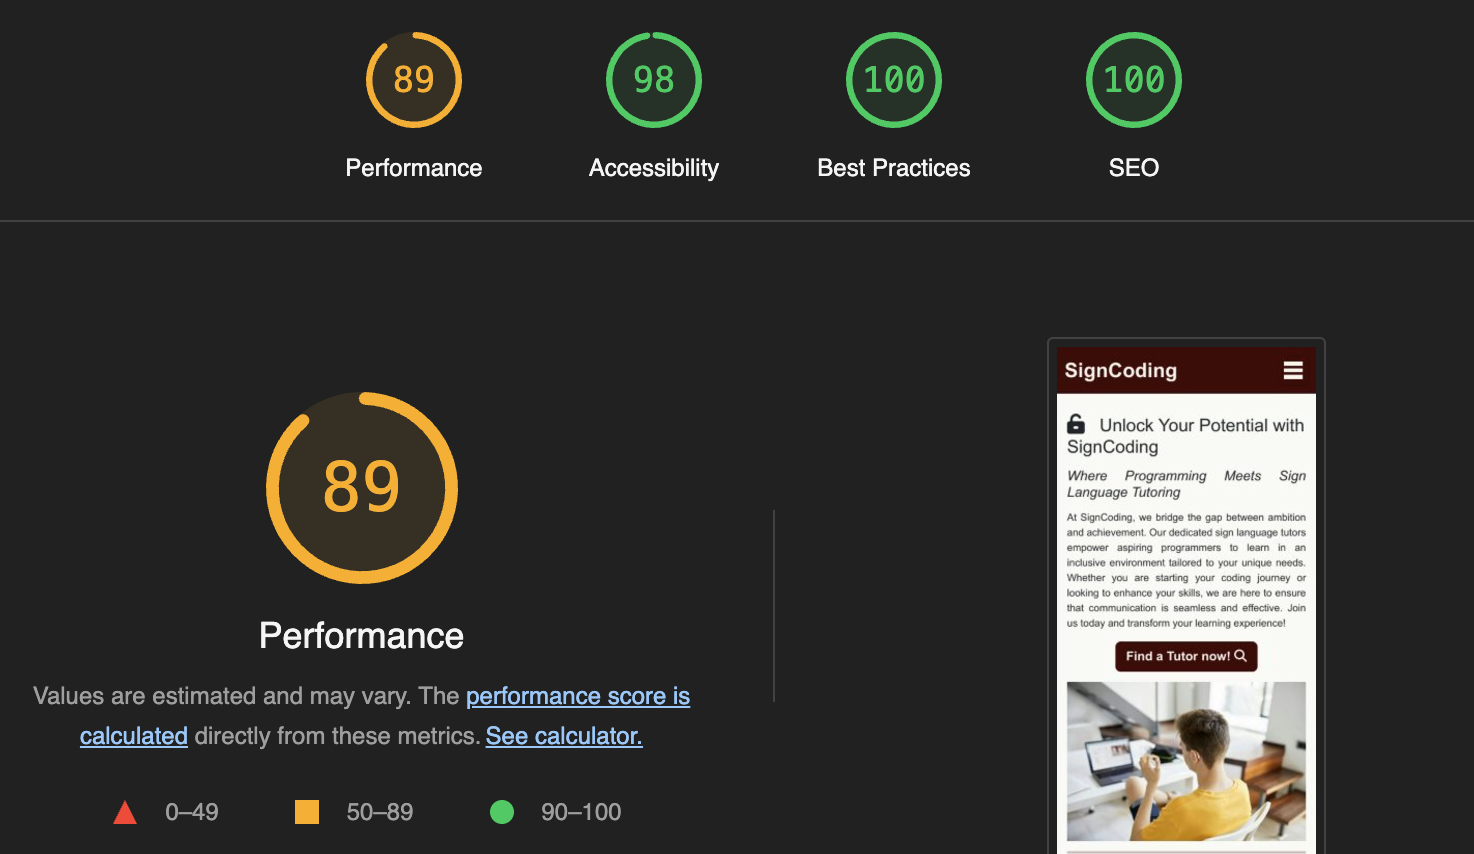 89
98
100
100
Performance
Accessibility
Best Practices
SEO
89
Performance
Values are estimated and may vary. The performance score is
calculated directly from these metrics. See calculator.
0–49
50–89
90–100
SignCoding
Unlock Your Potential with
SignCoding
Where Programming Meets Sign
Language Tutoring
At SignCoding, we bridge the gap between ambition
and achievement. Our dedicated sign language tutors
empower aspiring programmers to learn in an
inclusive environment tailored to your unique needs.
Whether you are starting your coding journey or
looking to enhance your skills, we are here to ensure
that communication is seamless and effective. Join
us today and transform your learning experience!
Find a Tutor now!